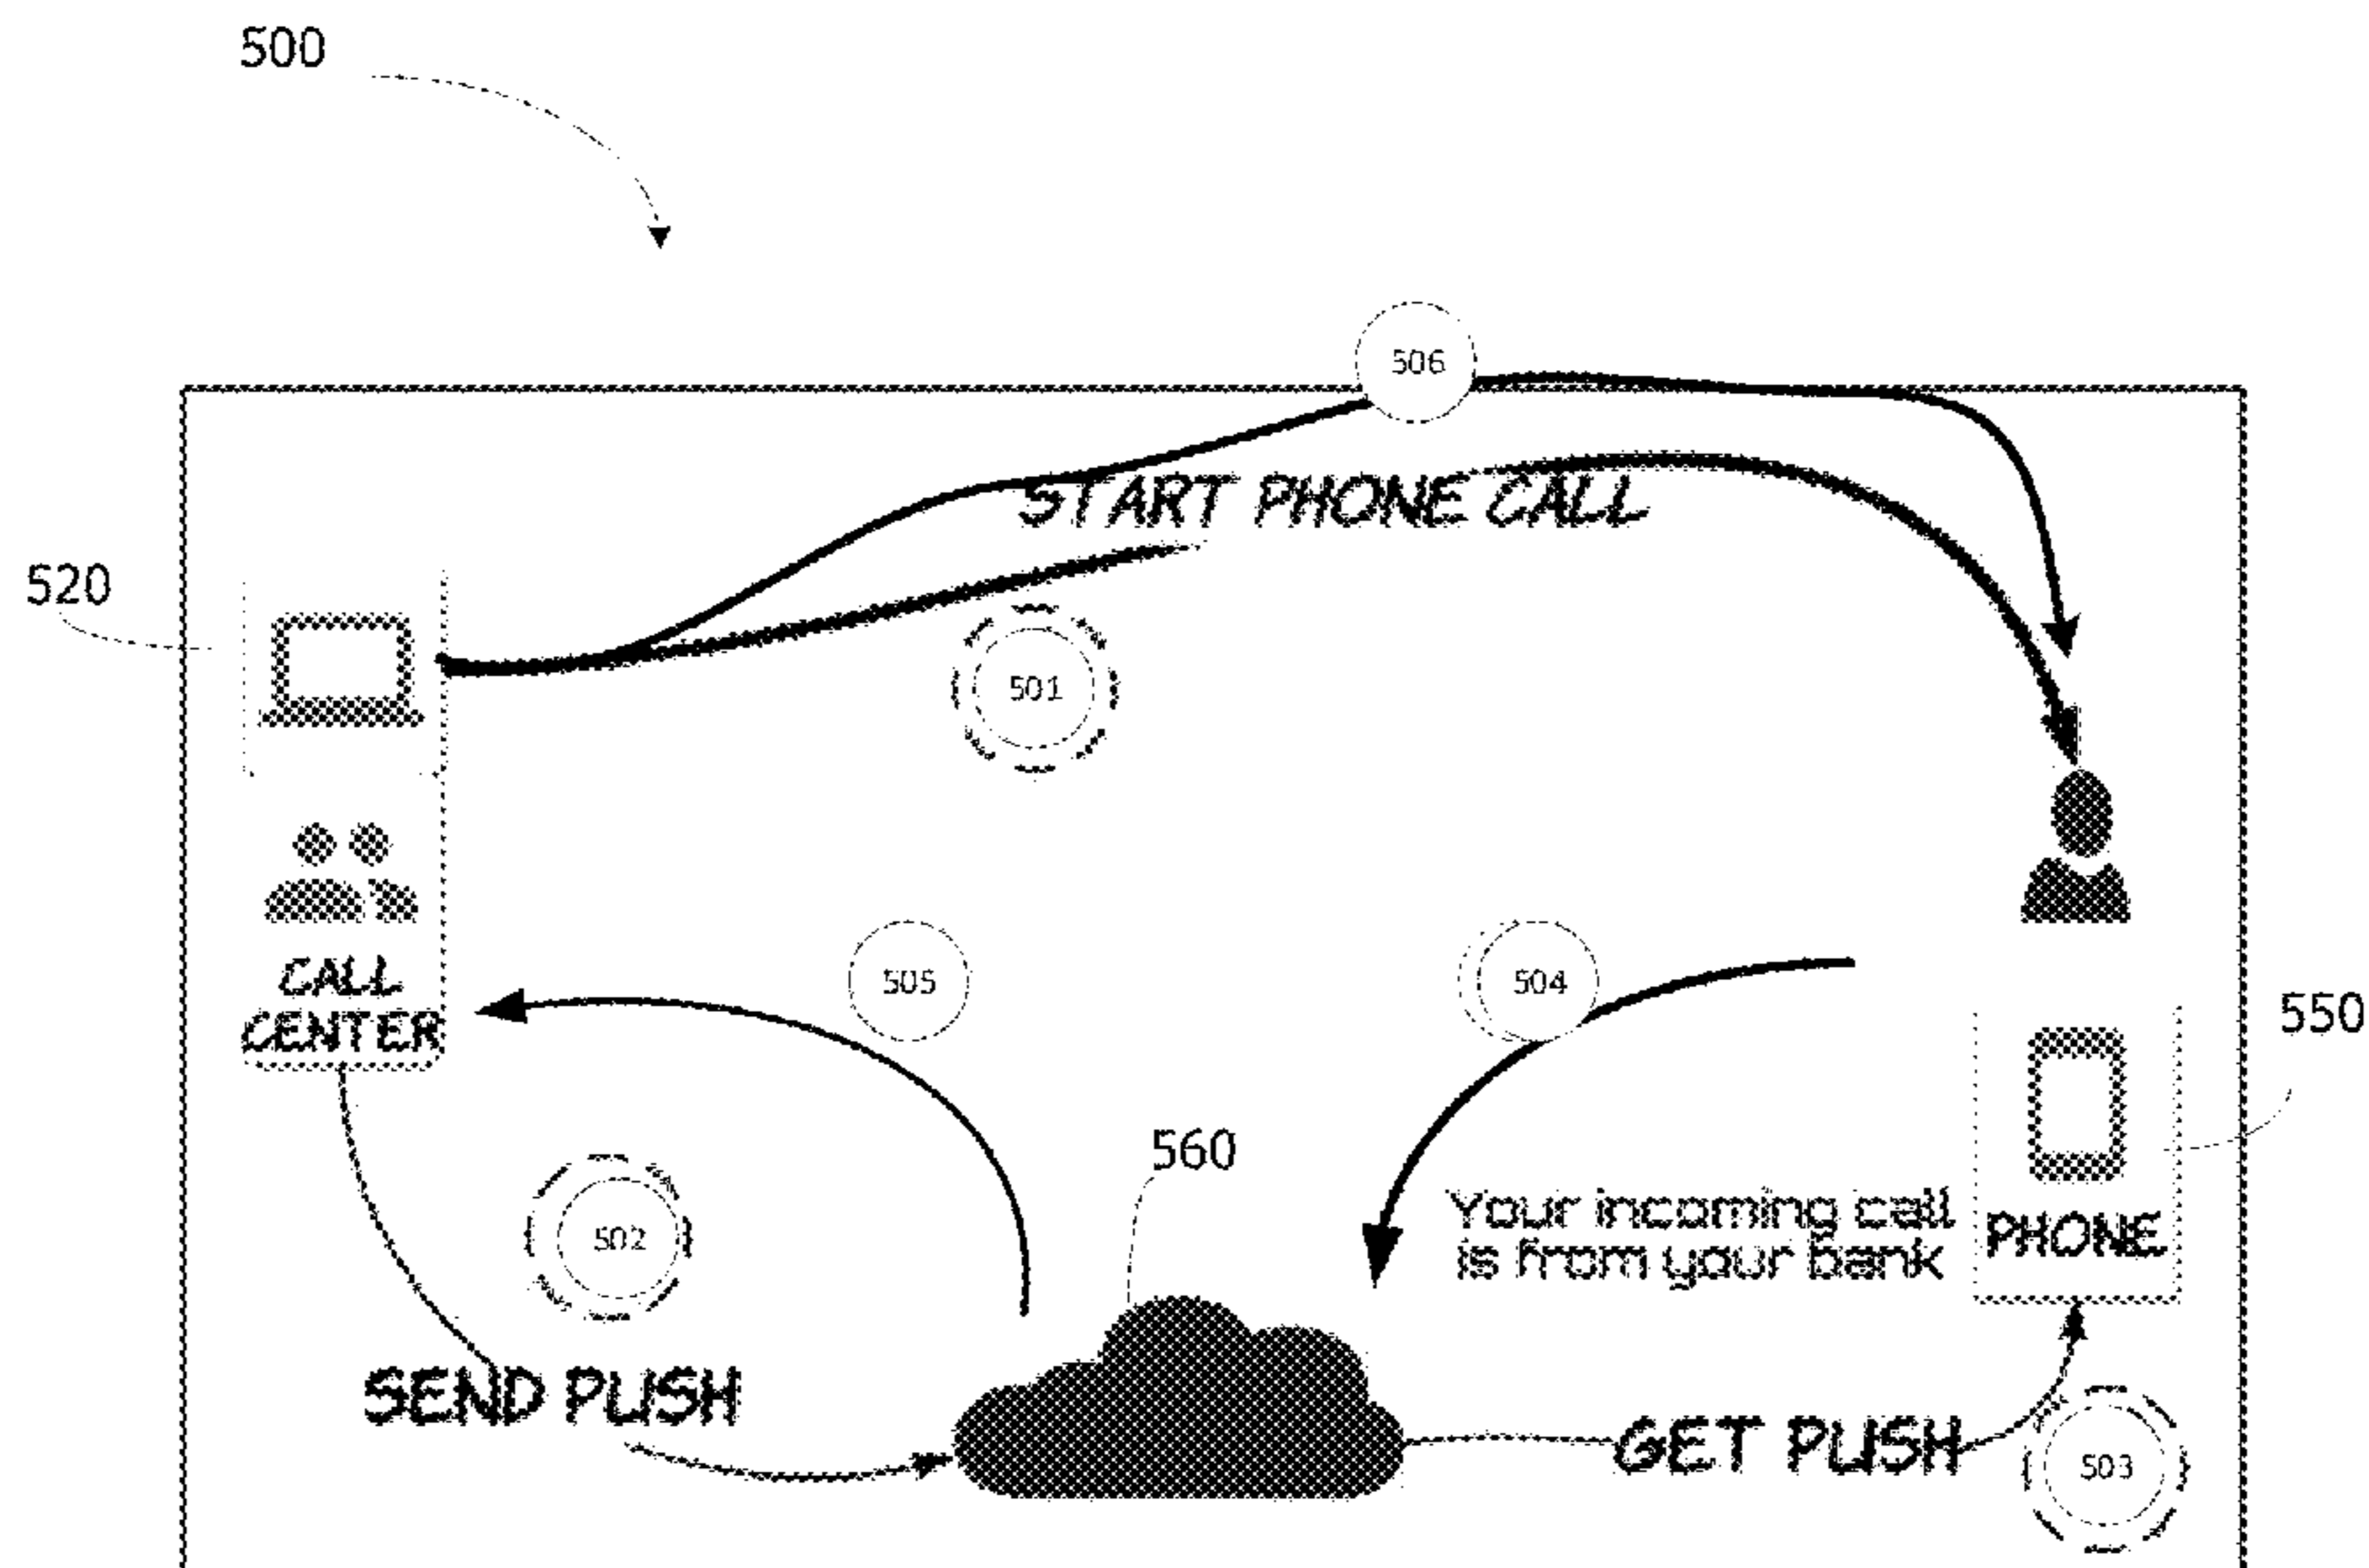 500
506
START PHONE CALL
520
501
CALL
CENTER
505
504
550
560
502
Your incoming call
is from your bank
PHONE
SEND PUSH
GET PUSH
503